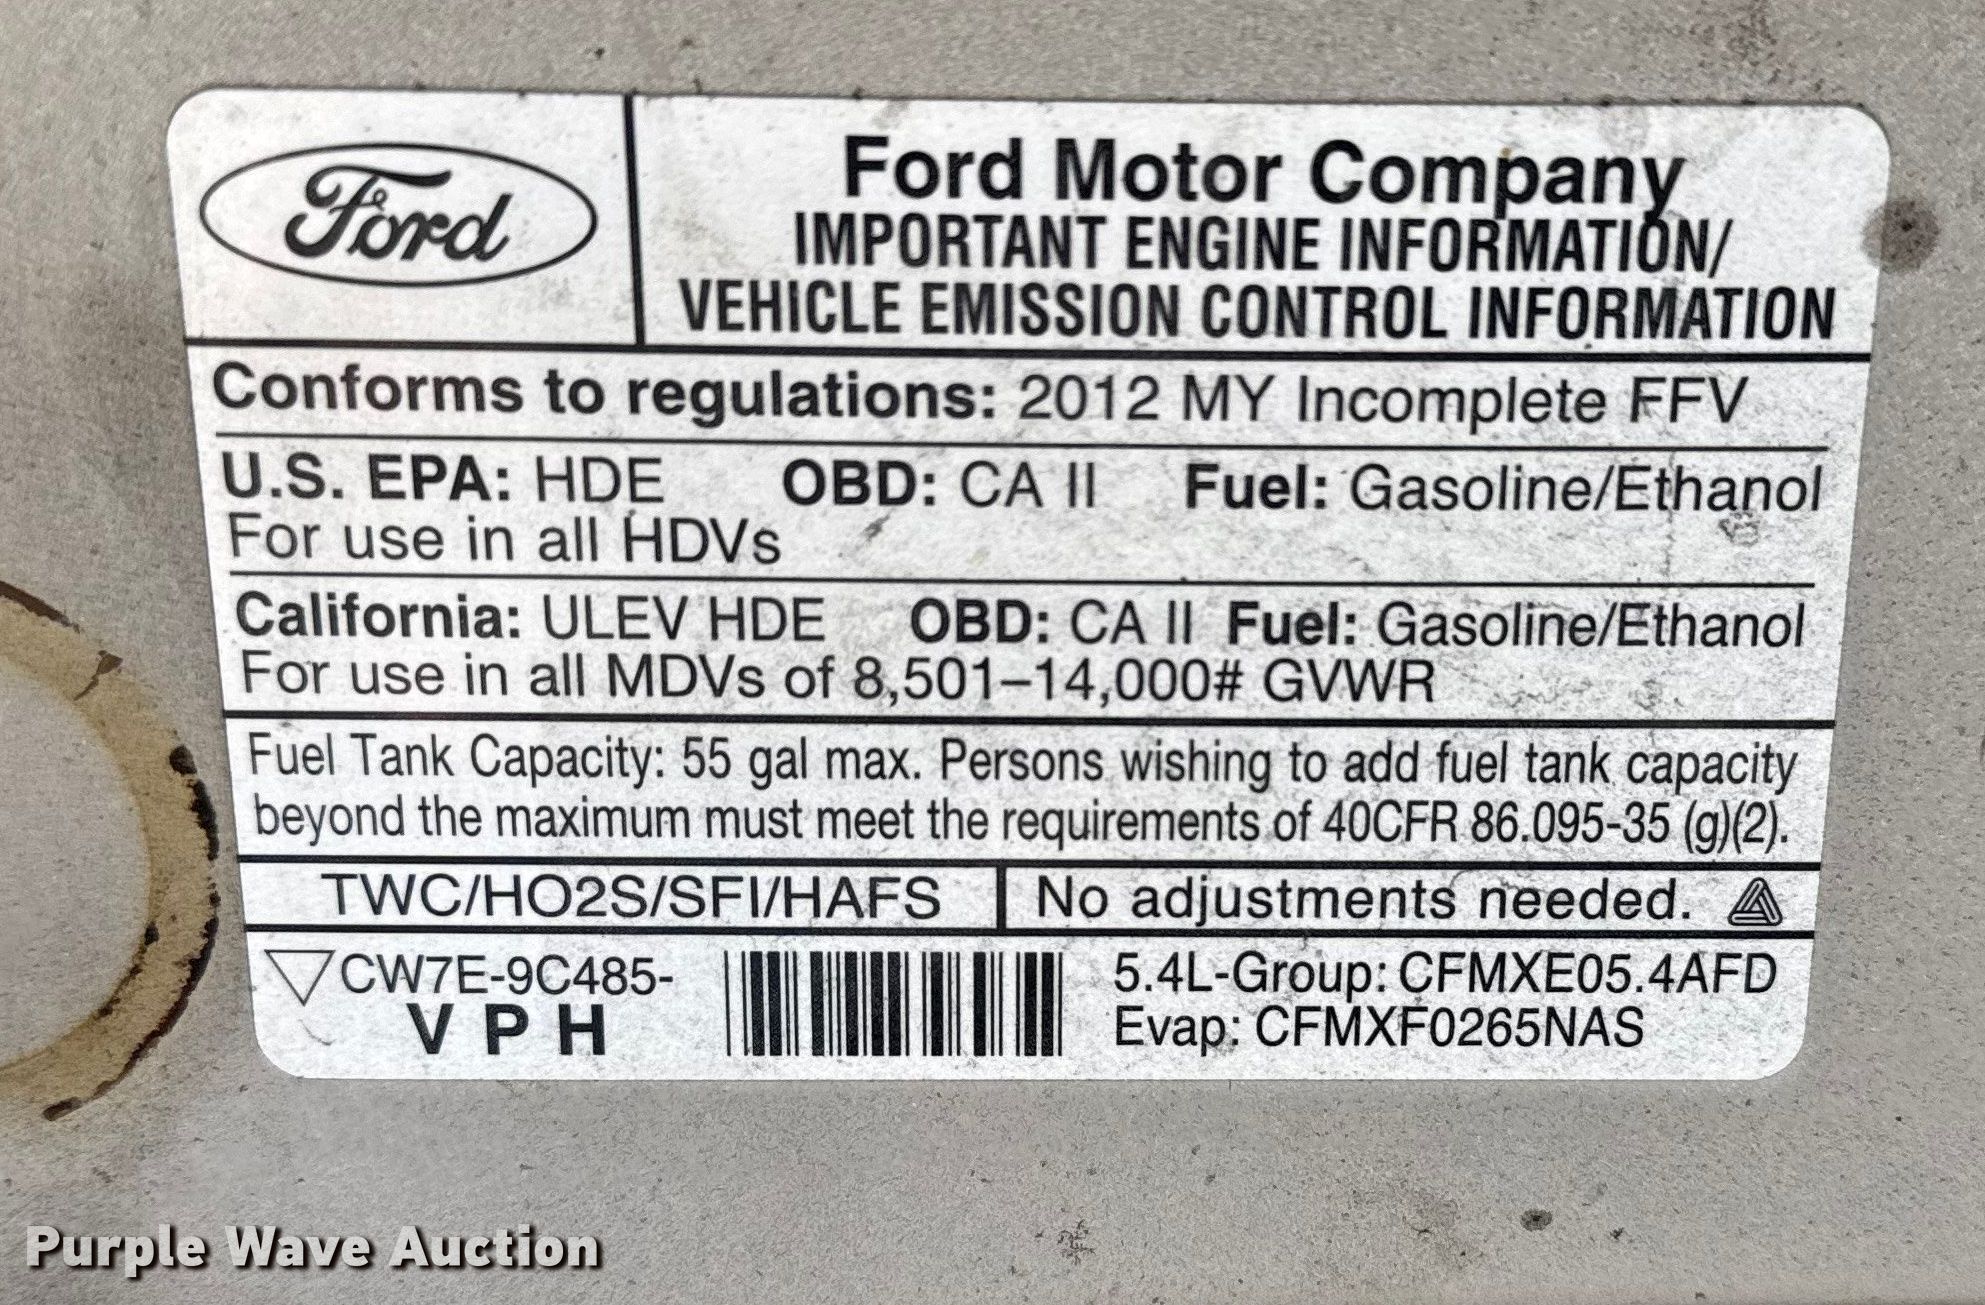 Ford
Ford Motor Company
IMPORTANT ENGINE INFORMATION/
VEHICLE EMISSION CONTROL INFORMATION
Conforms to regulations: 2012 MY Incomplete FFV
U.S. EPA: HDE OBD: CA II Fuel: Gasoline/Ethanol
For use in all HDVs
California: ULEV HDE OBD: CA II Fuel: Gasoline/Ethanol
For use in all MDVs of 8,501–14,000# GVWR
Fuel Tank Capacity: 55 gal max. Persons wishing to add fuel tank capacity
beyond the maximum must meet the requirements of 40CFR 86.095-35 (g)(2).
TWC/HO2S/SFI/HAFS No adjustments needed.
CW7E-9C485-
VPH
5.4L-Group: CFMXE05.4AFD
Evap: CFMXF0265NAS
Purple Wave Auction